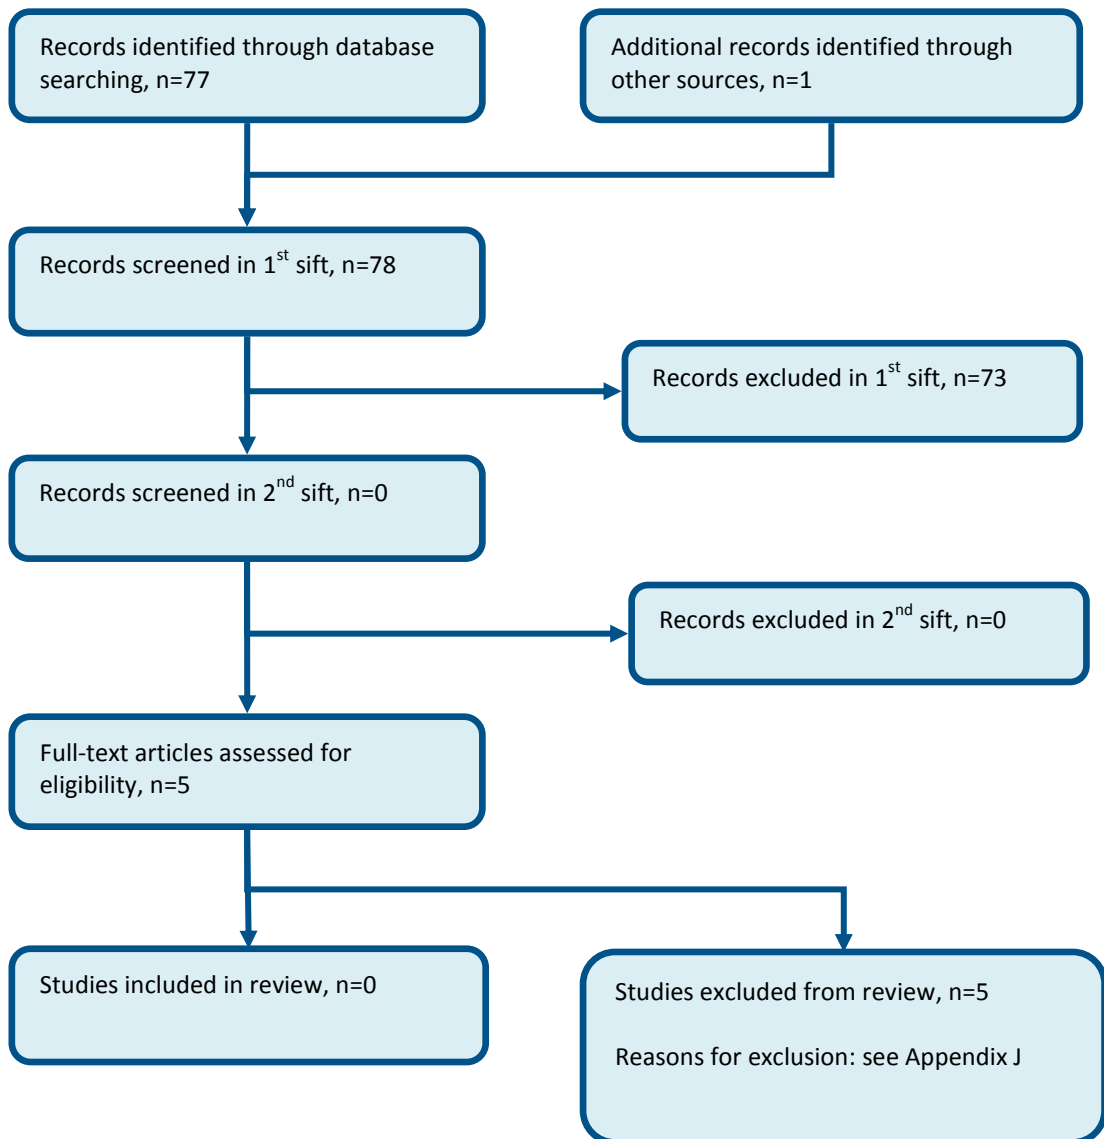 Records identified through database
searching, n=77
Additional records identified through
other sources, n=1
Records screened in 1st sift, n=78
Records excluded in 1st sift, n=73
Records screened in 2nd sift, n=0
Records excluded in 2nd sift, n=0
Full-text articles assessed for
eligibility, n=5
Studies included in review, n=0
Studies excluded from review, n=5
Reasons for exclusion: see Appendix J